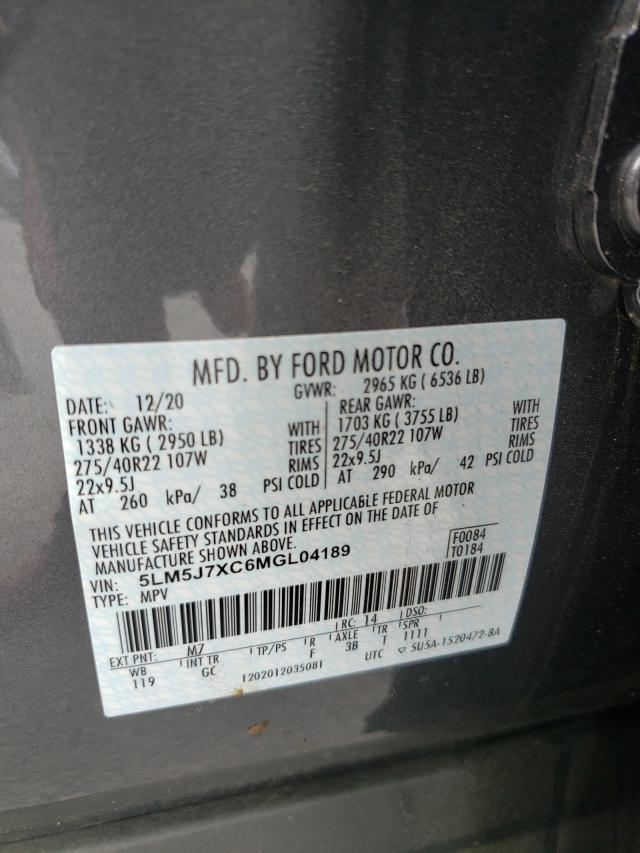 MFD. BY FORD MOTOR CO.
DATE: 12/20 GVWR: 2965 KG ( 6536 LB)
FRONT GAWR: 
1338 KG ( 2950 LB) WITH
275/40R22 107W TIRES
22x9.5J RIMS
AT 260 kPa/ 38 PSI COLD
REAR GAWR:
1703 KG ( 3755 LB) WITH
275/40R22 107W TIRES
22x9.5J RIMS
AT 290 kPa/ 42 PSI COLD
THIS VEHICLE CONFORMS TO ALL APPLICABLE FEDERAL MOTOR
VEHICLE SAFETY STANDARDS IN EFFECT ON THE DATE OF
MANUFACTURE SHOWN ABOVE.
F0084
T0184
VIN: 5LM5J7XC6MGL04189
TYPE: MPV
EXT PNT: M7 RC: 14 DSO:
WB INT TR TP/PS R AXLE TR SPR
119 GC F 3B T 1111
1202012035081 UTC ▽ 5U5A-1520472-BA